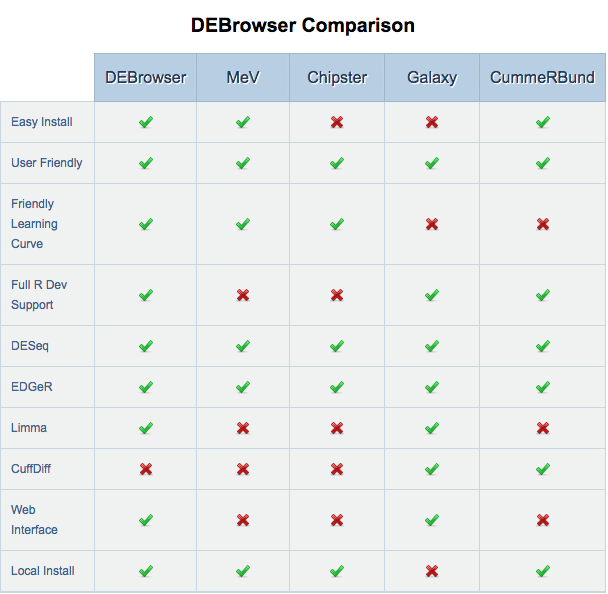 DEBrowser Comparison
DEBrowser MeV Chipster Galaxy CummeRBund
Easy Install
User Friendly
Friendly
Learning
Curve
Full R Dev
Support
DESeq
EDGeR
Limma
CuffDiff
Web
Interface
Local Install